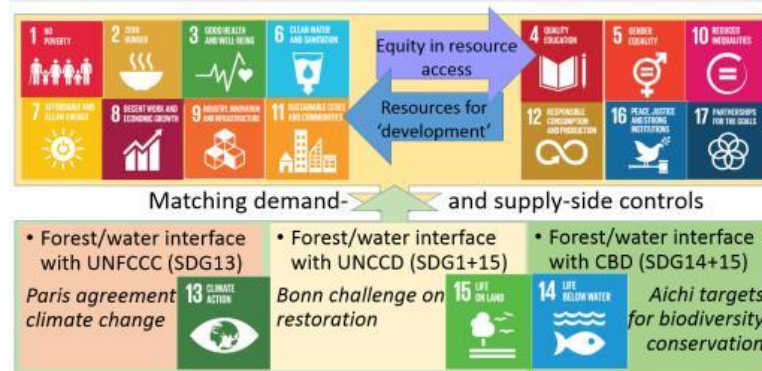 1 NO POVERTY
2 ZERO HUNGER
3 GOOD HEALTH AND WELL-BEING
6 CLEAN WATER AND SANITATION
7 AFFORDABLE AND CLEAN ENERGY
8 DECENT WORK AND ECONOMIC GROWTH
9 INDUSTRY, INNOVATION AND INFRASTRUCTURE
11 SUSTAINABLE CITIES AND COMMUNITIES
Equity in resource
access
Resources for
‘development’
4 QUALITY EDUCATION
5 GENDER EQUALITY
10 REDUCED INEQUALITIES
12 RESPONSIBLE CONSUMPTION AND PRODUCTION
16 PEACE, JUSTICE AND STRONG INSTITUTIONS
17 PARTNERSHIPS FOR THE GOALS
Matching demand- and supply-side controls
• Forest/water interface
with UNFCCC (SDG13)
Paris agreement
climate change
13 CLIMATE ACTION
• Forest/water interface
with UNCCD (SDG1+15)
Bonn challenge on
restoration
15 LIFE ON LAND
• Forest/water interface
with CBD (SDG14+15)
14 LIFE BELOW WATER
Aichi targets
for biodiversity
conservation